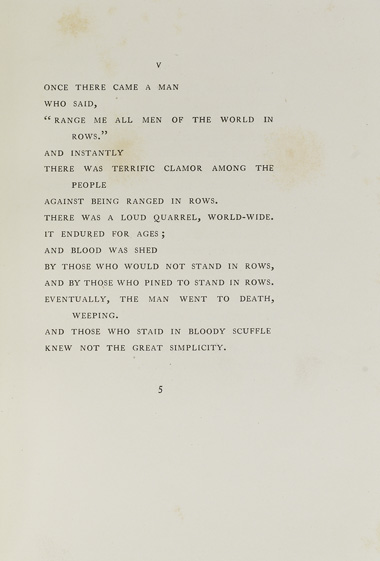 V
ONCE THERE CAME A MAN
WHO SAID,
"RANGE ME ALL MEN OF THE WORLD IN
ROWS."
AND INSTANTLY
THERE WAS TERRIFIC CLAMOR AMONG THE
PEOPLE
AGAINST BEING RANGED IN ROWS.
THERE WAS A LOUD QUARREL, WORLD-WIDE.
IT ENDURED FOR AGES;
AND BLOOD WAS SHED
BY THOSE WHO WOULD NOT STAND IN ROWS,
AND BY THOSE WHO PINED TO STAND IN ROWS.
EVENTUALLY, THE MAN WENT TO DEATH,
WEEPING.
AND THOSE WHO STAID IN BLOODY SCUFFLE
KNEW NOT THE GREAT SIMPLICITY.
5